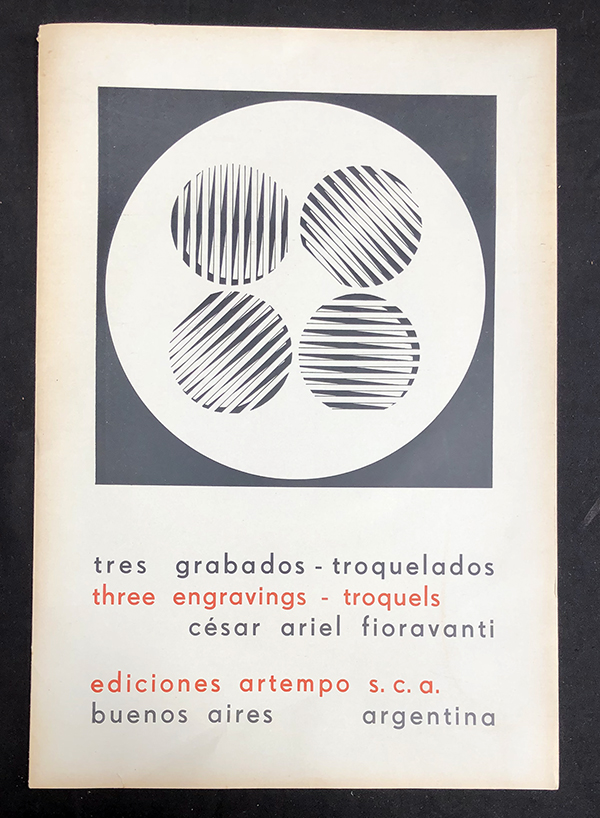 tres grabados - troquelados
three engravings - troquels
césar ariel fioravanti
ediciones artempo s. c. a.
buenos aires argentina